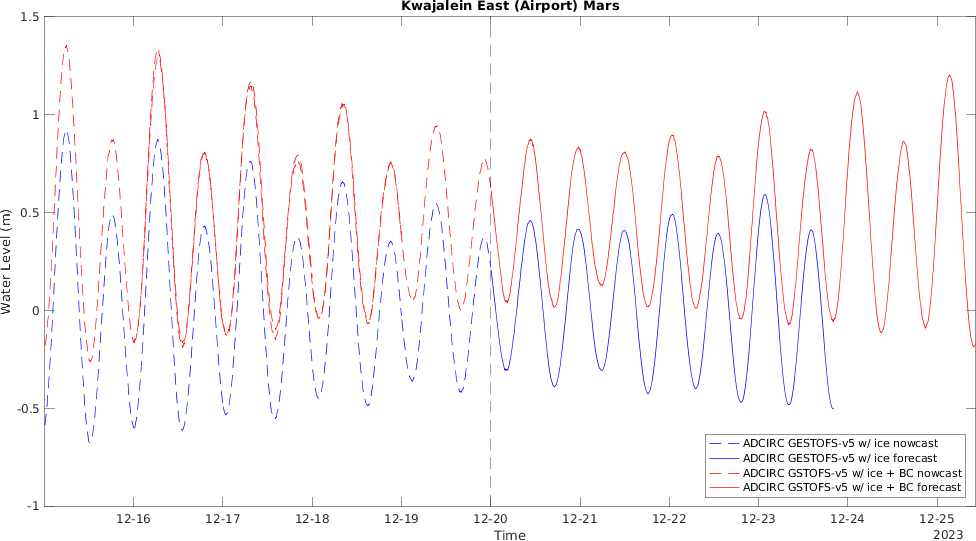 Kwajalein East (Airport) Mars
1.5
1
0.5
0
-0.5
-1
Water Level (m)
ADCIRC GESTOFS-v5 w/ ice nowcast
ADCIRC GESTOFS-v5 w/ ice forecast
ADCIRC GSTOFS-v5 w/ ice + BC nowcast
ADCIRC GSTOFS-v5 w/ ice + BC forecast
12-16 12-17 12-18 12-19 12-20 12-21 12-22 12-23 12-24 12-25
Time
2023